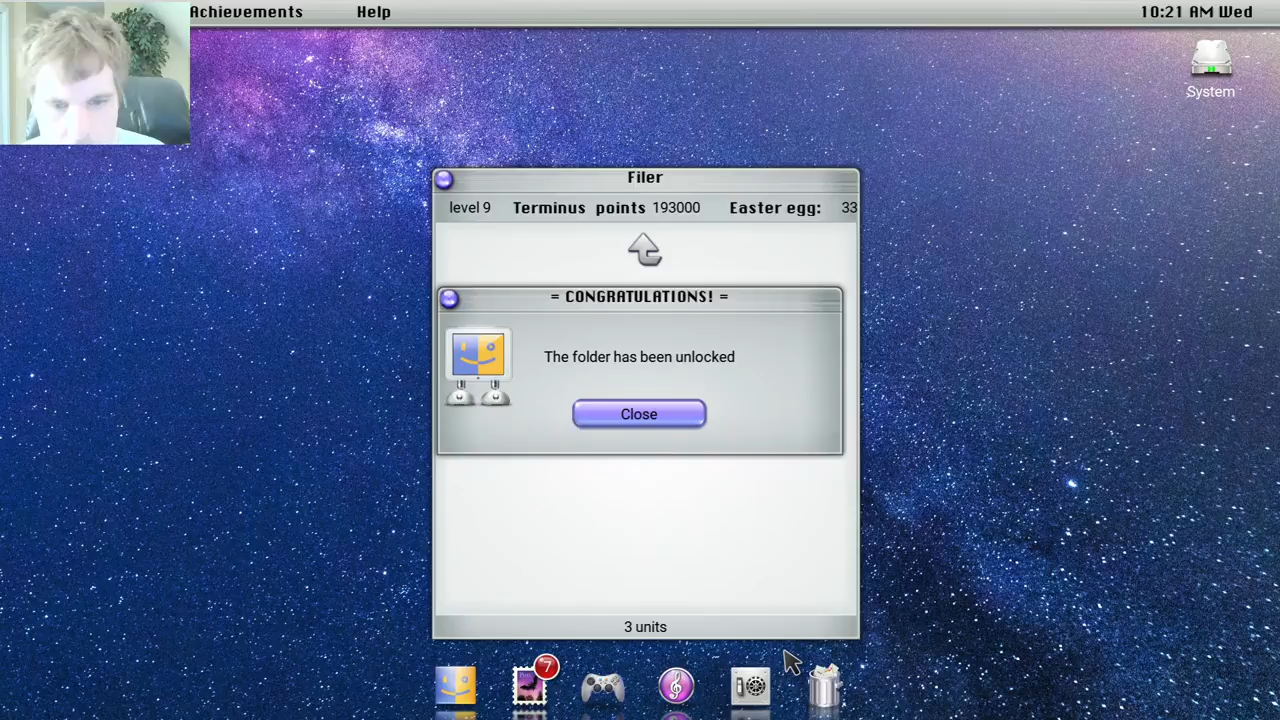 Achievements Help 10:21 AM Wed
System
Filer
level 9 Terminus points 193000 Easter egg: 33
= CONGRATULATIONS! =
The folder has been unlocked
Close
3 units
7